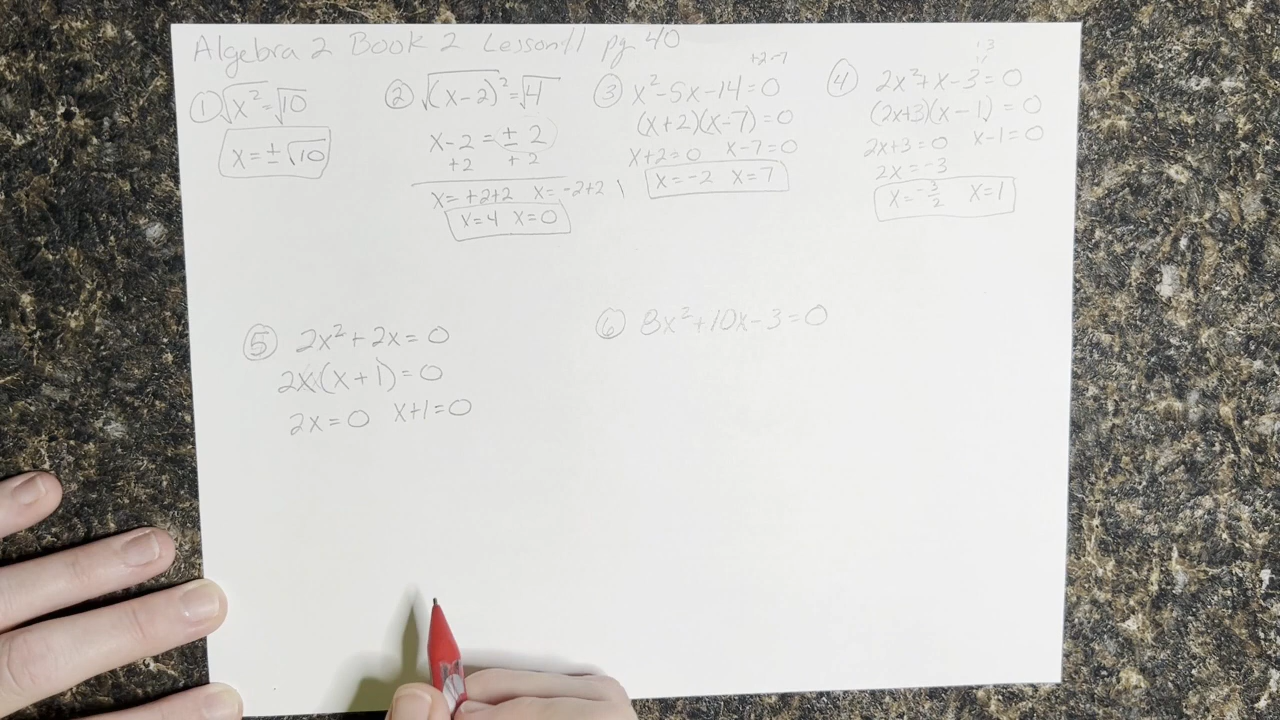 Algebra 2 Book 2 Lesson 11 pg 40
① √x² = √10
x = ± √10
② √(x-2)² = √4
x-2 = ± 2
+2 +2
x = +2+2 x = -2+2
x=4 x=0
+2-7
③ x²-5x-14=0
(x+2)(x-7)=0
x+2=0 x-7=0
x=-2 x=7
④ 2x²+x-3=0
(2x+3)(x-1)=0
2x+3=0 x-1=0
2x=-3
x=-3/2 x=1
⑤ 2x²+2x=0
2x(x+1)=0
2x=0 x+1=0
⑥ 8x²+10x-3=0